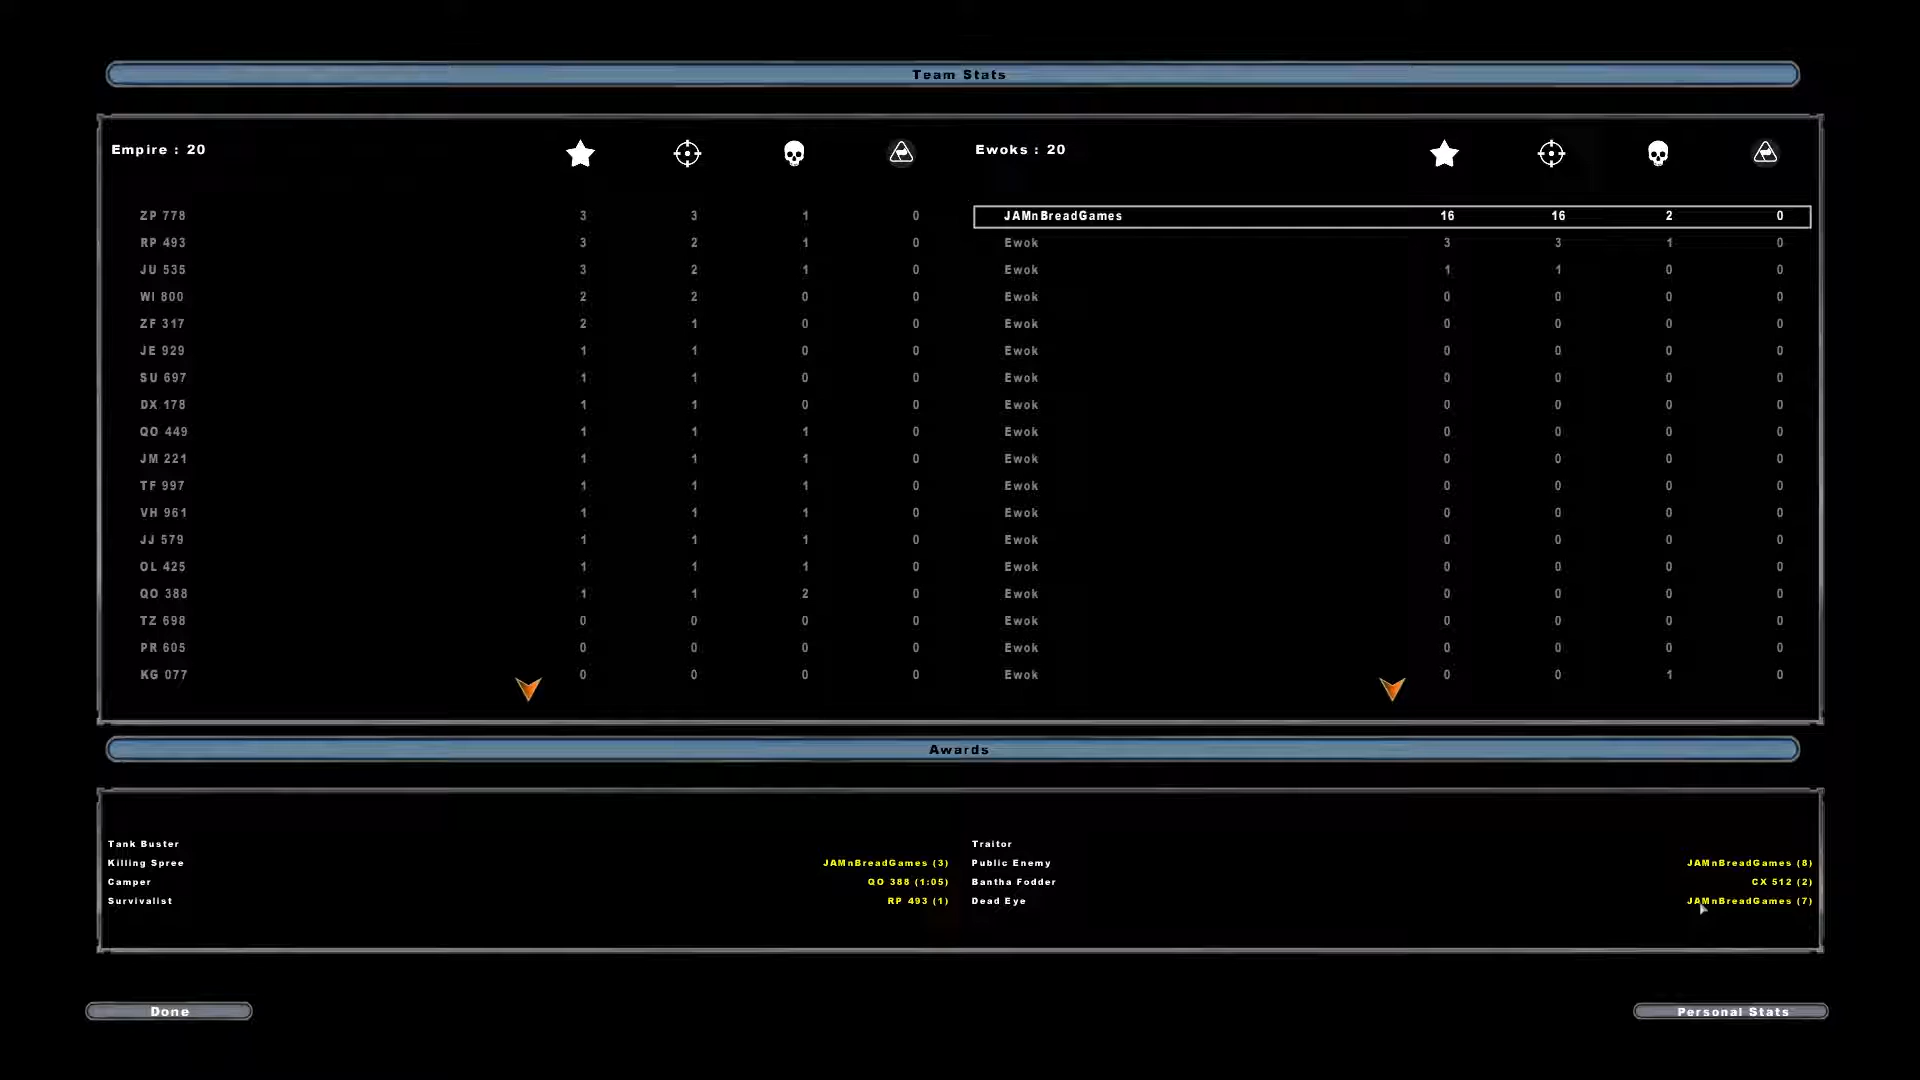 Team Stats
Empire : 20
ZP 778 3 3 1 0
RP 493 3 2 1 0
JU 535 3 2 1 0
WI 800 2 2 0 0
ZF 317 2 1 0 0
JE 929 1 1 0 0
SU 697 1 1 0 0
DX 178 1 1 0 0
QO 449 1 1 1 0
JM 221 1 1 1 0
TF 997 1 1 1 0
VH 961 1 1 1 0
JJ 579 1 1 1 0
OL 425 1 1 1 0
QO 388 1 1 2 0
TZ 698 0 0 0 0
PR 605 0 0 0 0
KG 077 0 0 0 0
Ewoks : 20
JAMnBreadGames 16 16 2 0
Ewok 3 3 1 0
Ewok 1 1 0 0
Ewok 0 0 0 0
Ewok 0 0 0 0
Ewok 0 0 0 0
Ewok 0 0 0 0
Ewok 0 0 0 0
Ewok 0 0 0 0
Ewok 0 0 0 0
Ewok 0 0 0 0
Ewok 0 0 0 0
Ewok 0 0 0 0
Ewok 0 0 0 0
Ewok 0 0 0 0
Ewok 0 0 0 0
Ewok 0 0 0 0
Ewok 0 0 1 0
Awards
Tank Buster
Killing Spree JAMnBreadGames (3)
Camper QO 388 (1:05)
Survivalist RP 493 (1)
Traitor
Public Enemy JAMnBreadGames (8)
Bantha Fodder CX 512 (2)
Dead Eye JAMnBreadGames (7)
Done
Personal Stats